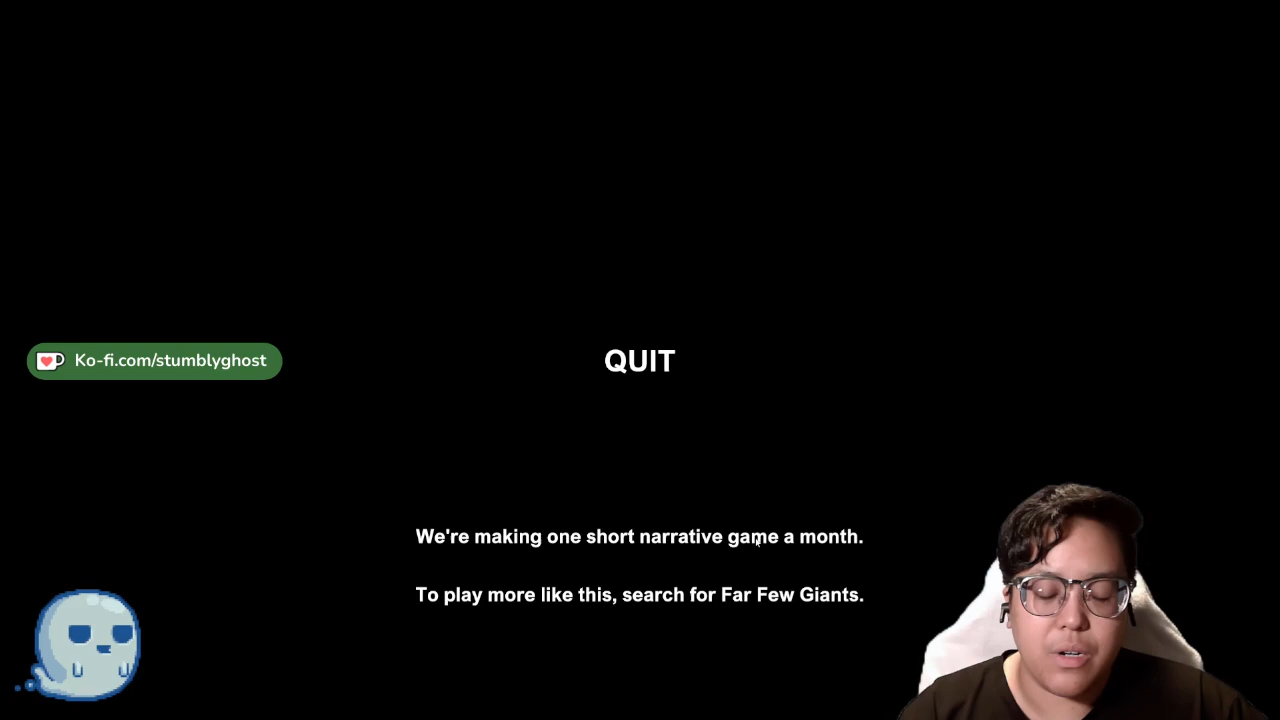 Ko-fi.com/stumblyghost
QUIT
We're making one short narrative game a month.
To play more like this, search for Far Few Giants.